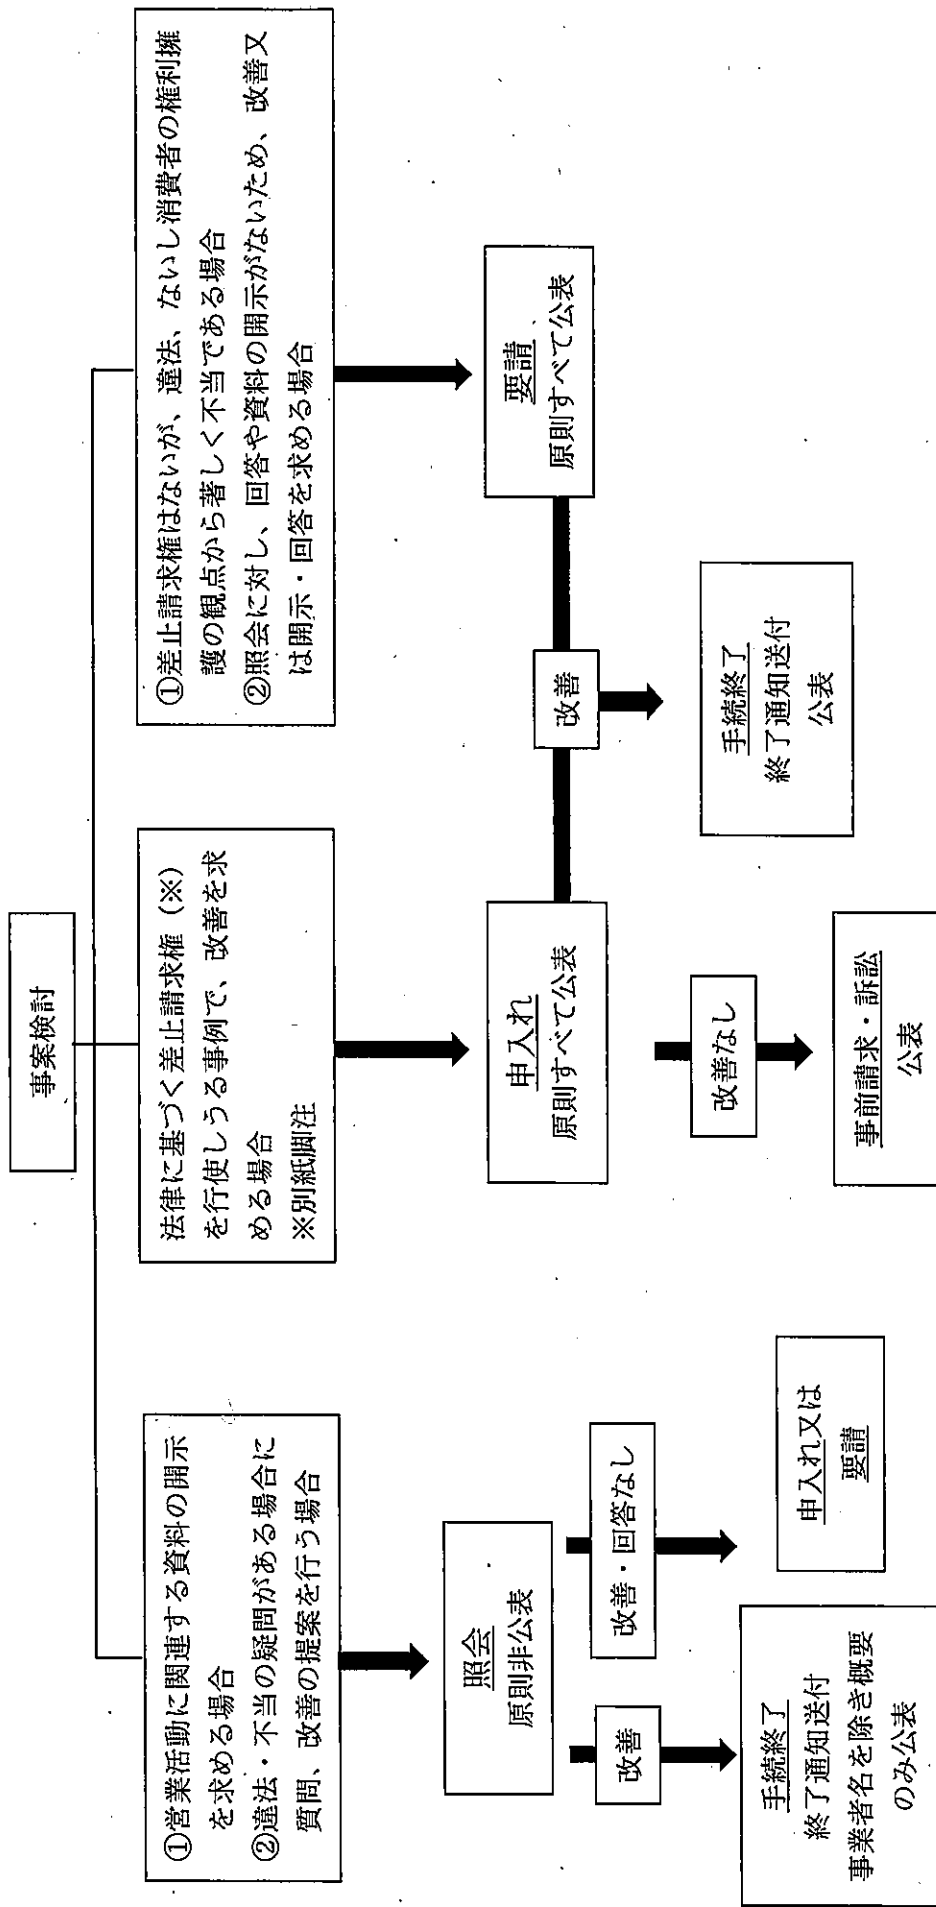 事案検討
①営業活動に関連する資料の開示
を求める場合
②違法・不当の疑問がある場合に
質問、改善の提案を行う場合
法律に基づく差止請求権（※）
を行使しうる事例で、改善を求
める場合
※別紙脚注
①差止請求権はないが、違法、ないし消費者の権利擁
護の観点から著しく不当である場合
②照会に対し、回答や資料の開示がないため、改善又
は開示・回答を求める場合
照会
原則非公表
申入れ
原則すべて公表
要請
原則すべて公表
改善
改善・回答なし
改善なし
改善
手続終了
終了通知送付
事業者名を除き概要
のみ公表
申入れ又は
要請
事前請求・訴訟
公表
手続終了
終了通知送付
公表